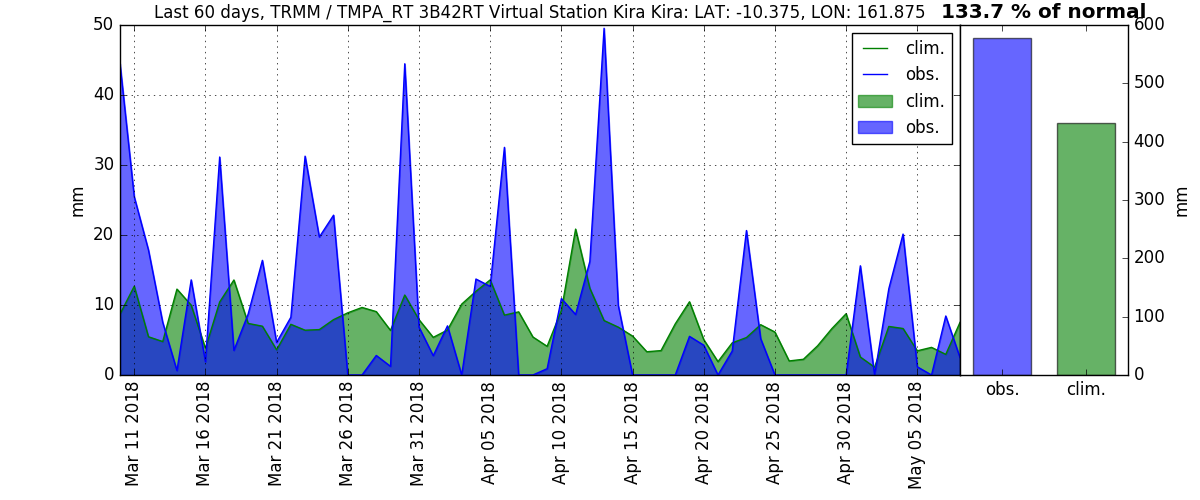 Last 60 days, TRMM / TMPA_RT 3B42RT Virtual Station Kira Kira: LAT: -10.375, LON: 161.875
133.7 % of normal
50
40
30
20
10
0
mm
clim.
obs.
clim.
obs.
600
500
400
300
200
100
0
mm
Mar 11 2018
Mar 16 2018
Mar 21 2018
Mar 26 2018
Mar 31 2018
Apr 05 2018
Apr 10 2018
Apr 15 2018
Apr 20 2018
Apr 25 2018
Apr 30 2018
May 05 2018
obs.
clim.